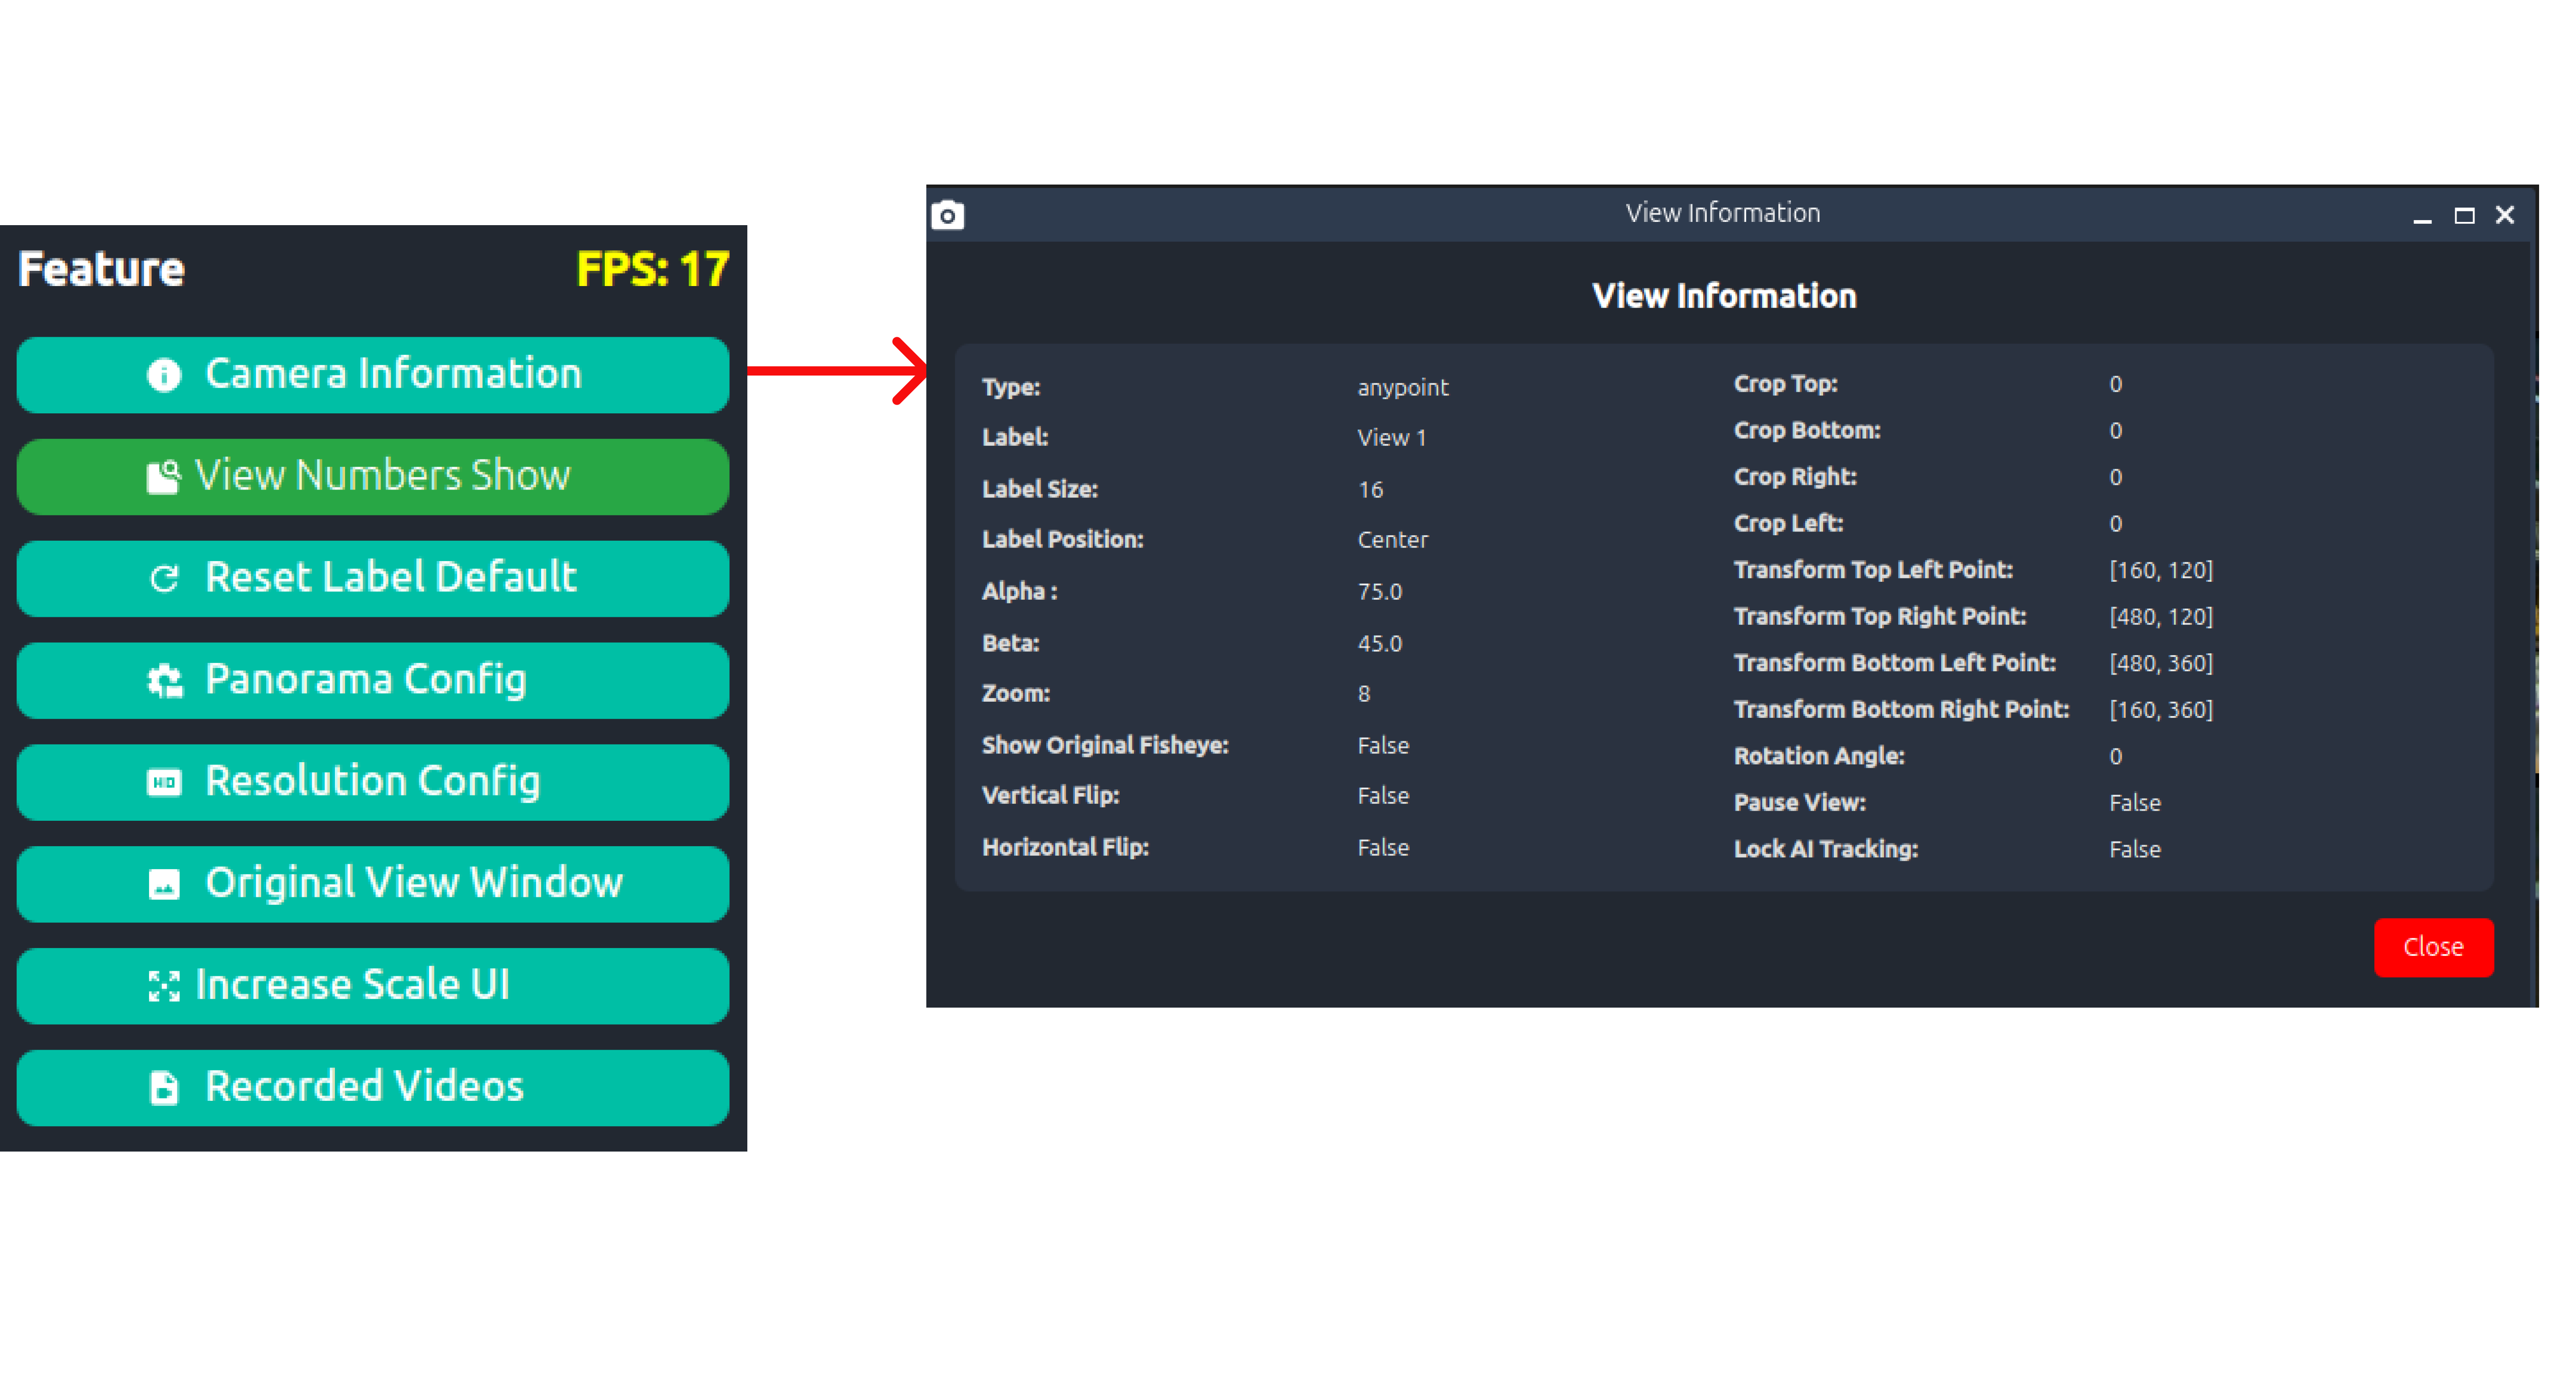 Feature FPS: 17
Camera Information
View Numbers Show
Reset Label Default
Panorama Config
HD Resolution Config
Original View Window
Increase Scale UI
Recorded Videos
View Information
View Information
Type: anypoint
Label: View 1
Label Size: 16
Label Position: Center
Alpha : 75.0
Beta: 45.0
Zoom: 8
Show Original Fisheye: False
Vertical Flip: False
Horizontal Flip: False
Crop Top: 0
Crop Bottom: 0
Crop Right: 0
Crop Left: 0
Transform Top Left Point: [160, 120]
Transform Top Right Point: [480, 120]
Transform Bottom Left Point: [480, 360]
Transform Bottom Right Point: [160, 360]
Rotation Angle: 0
Pause View: False
Lock AI Tracking: False
Close